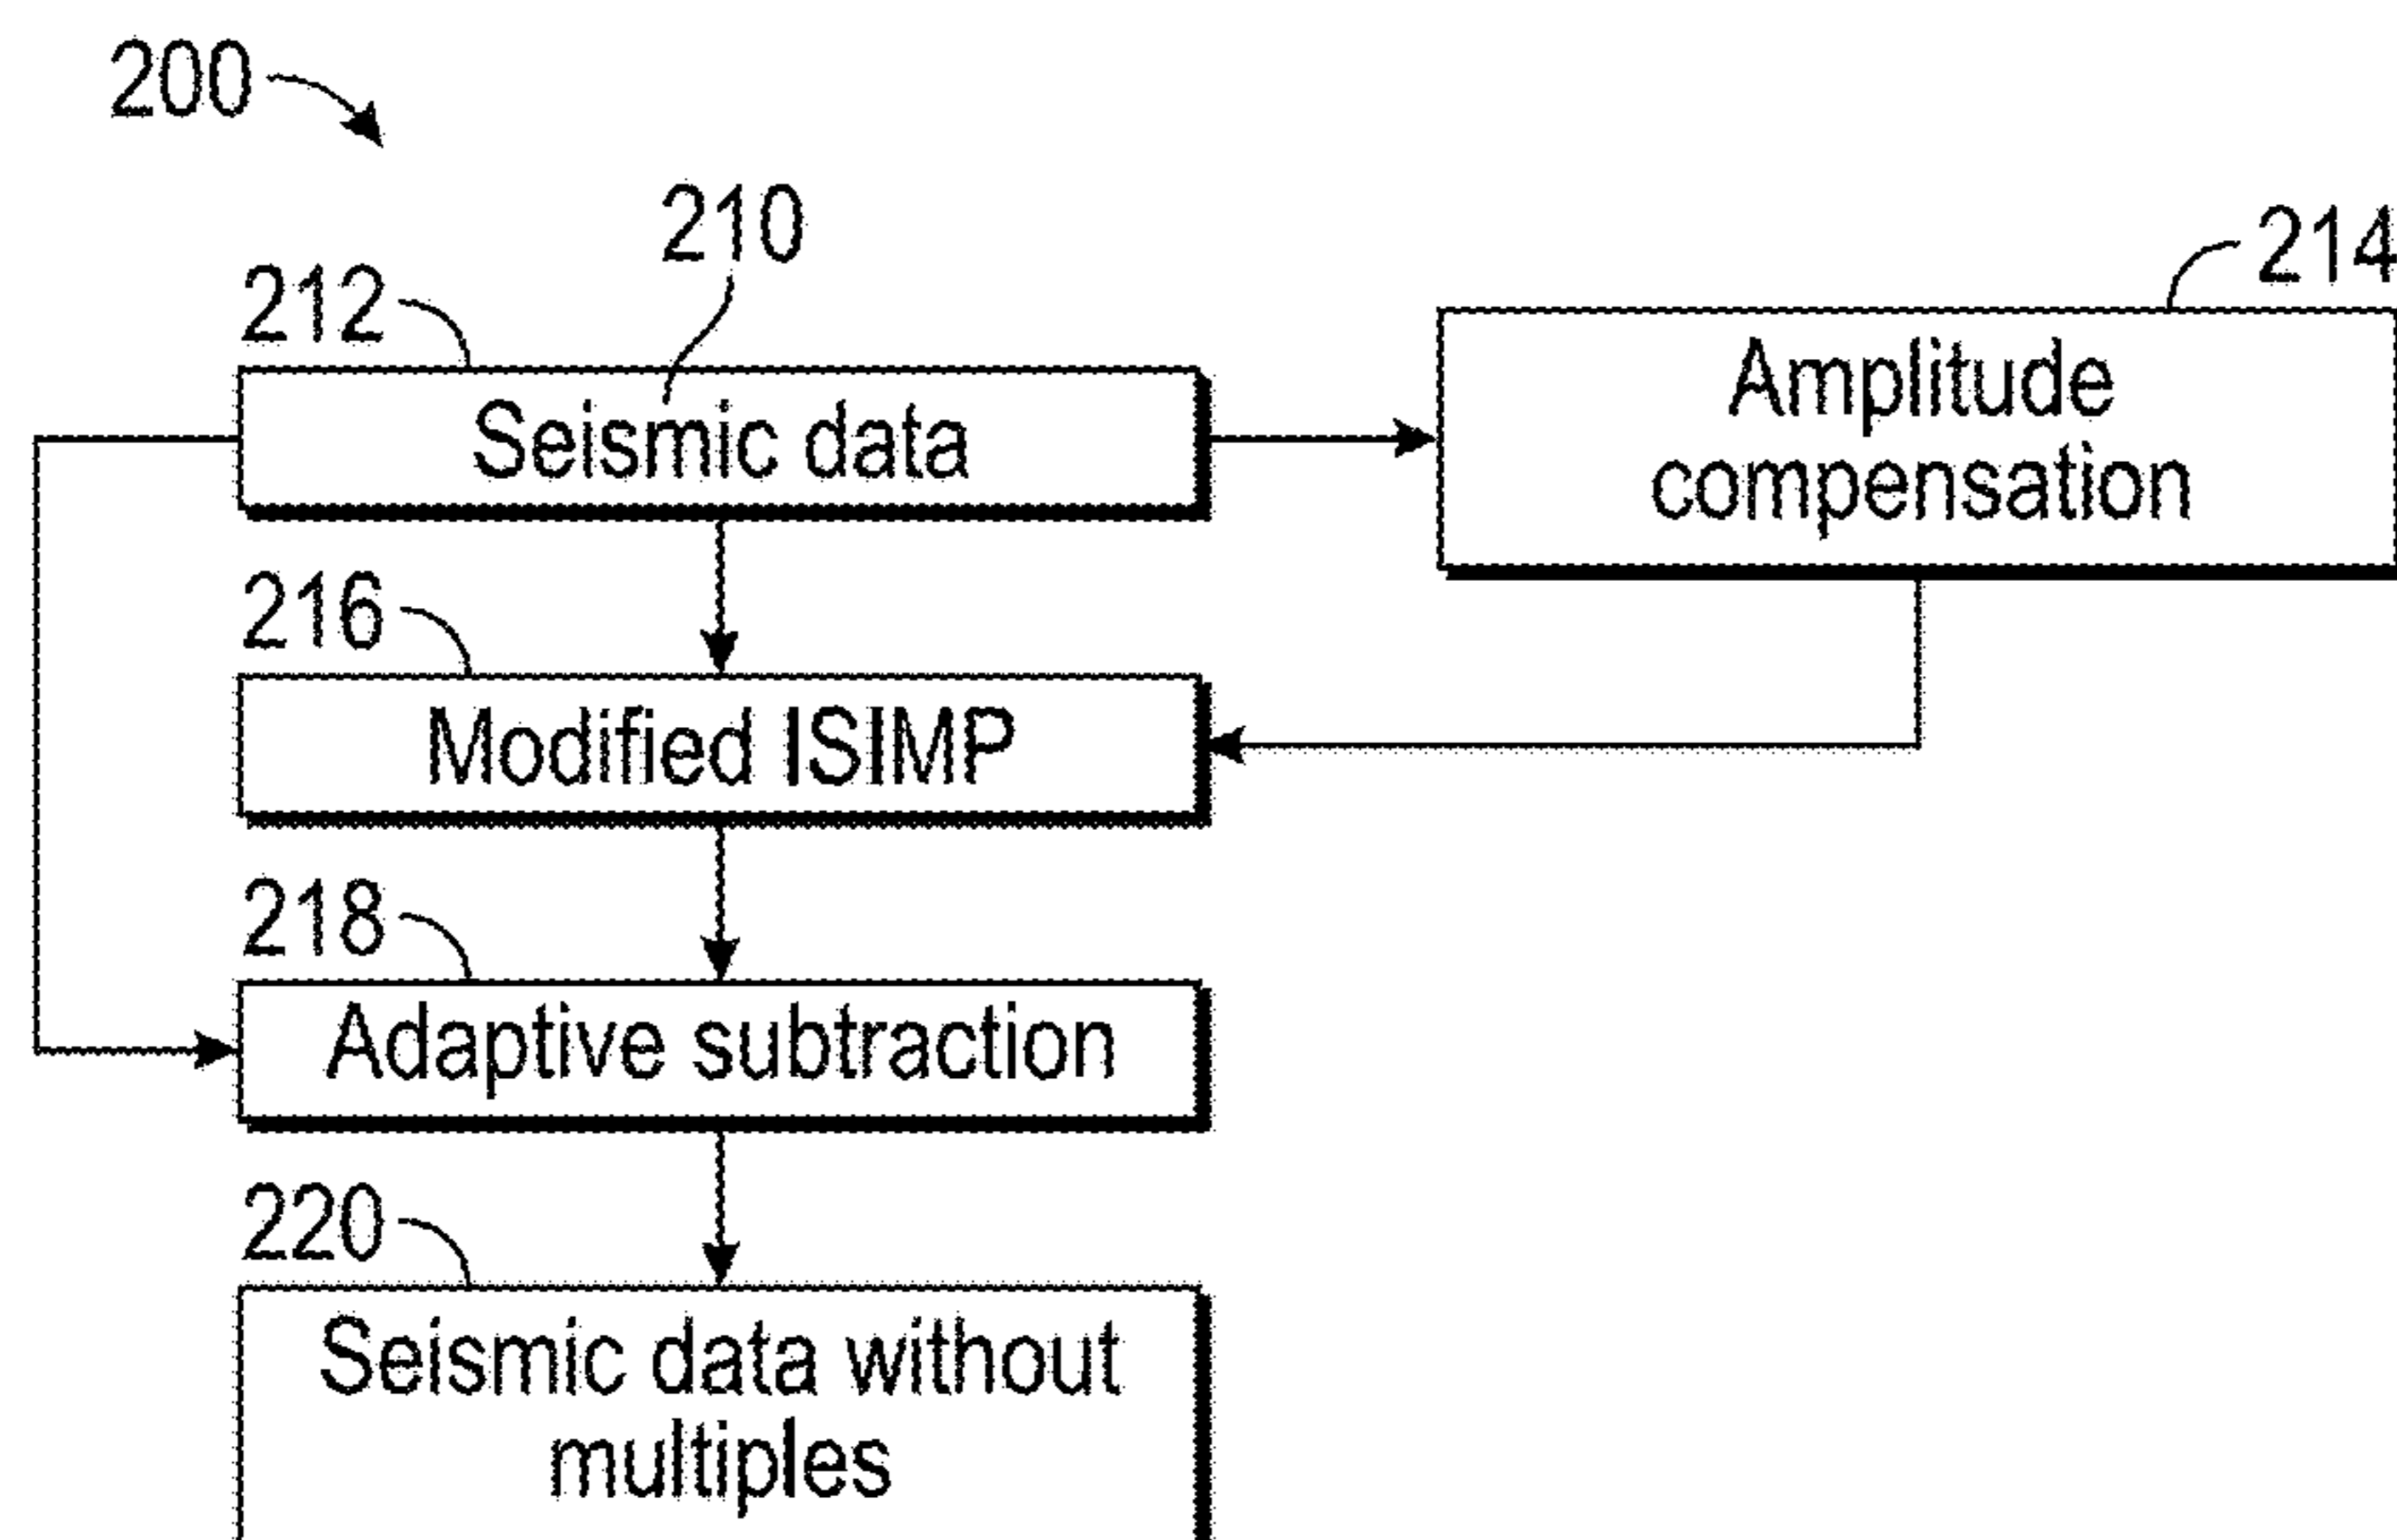 200
210
212
214
Seismic data
Amplitude
compensation
216
Modified ISIMP
218
Adaptive subtraction
220
Seismic data without
multiples